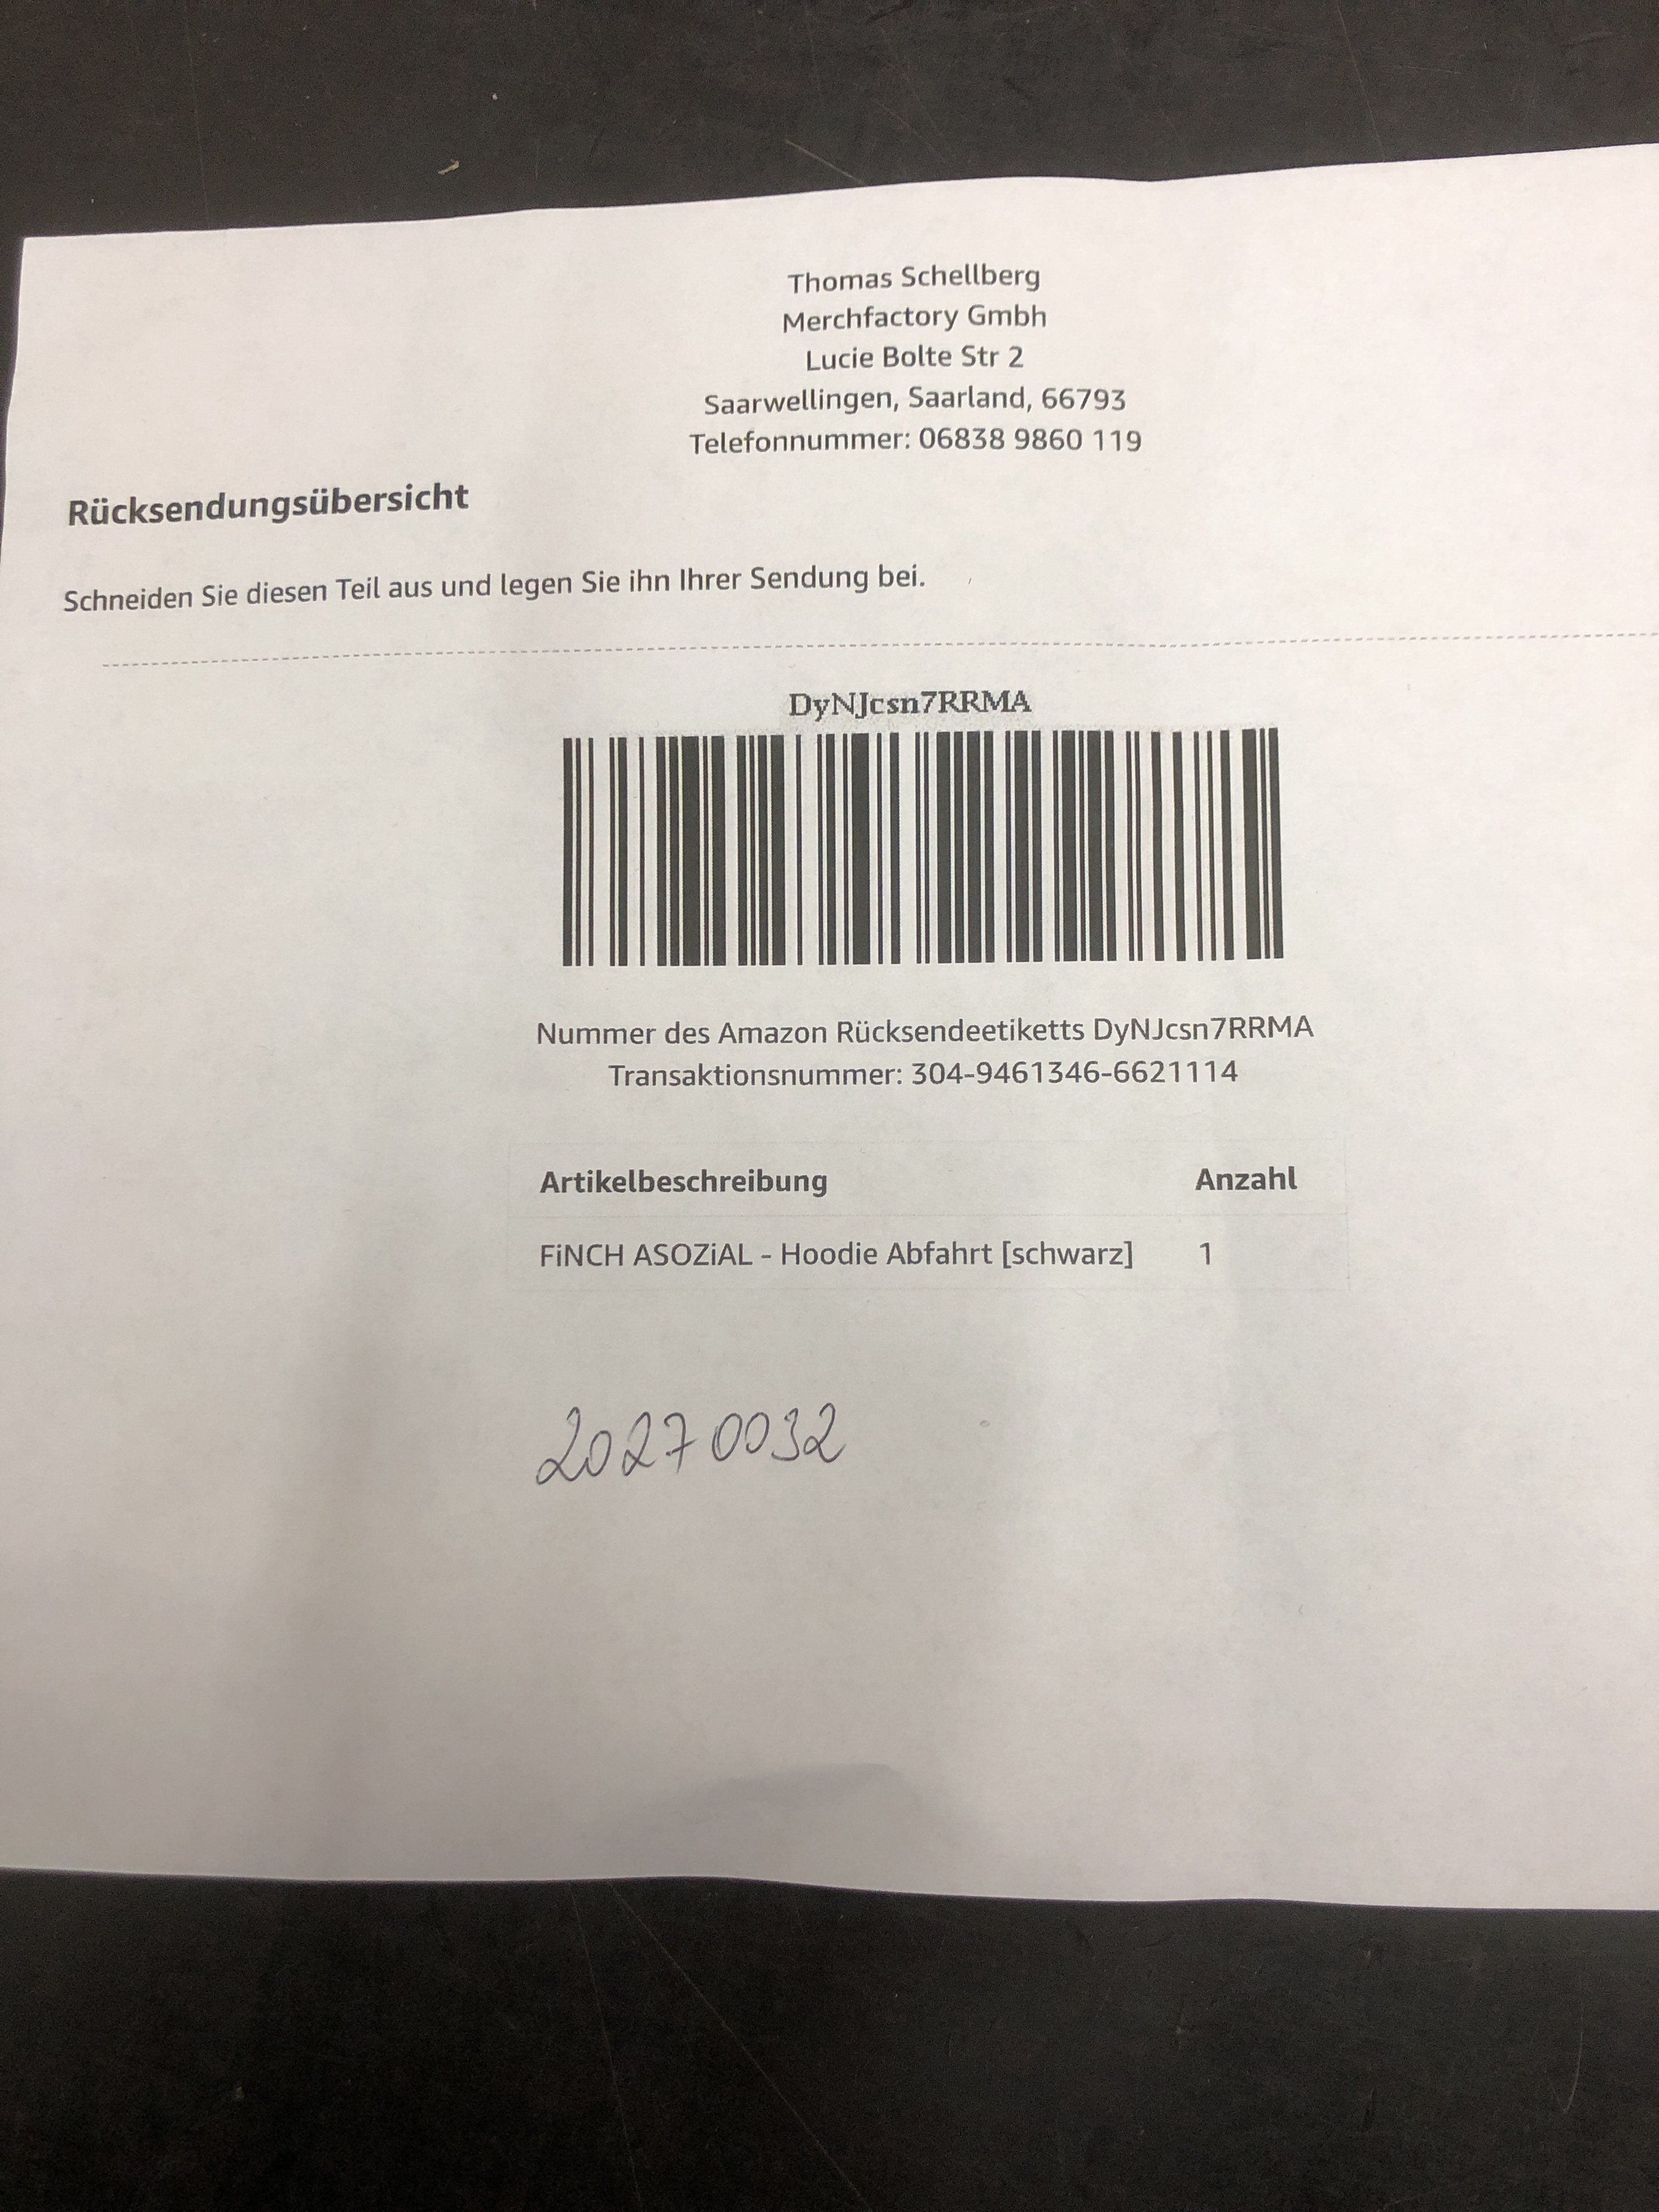 Thomas Schellberg
Merchfactory Gmbh
Lucie Bolte Str 2
Saarwellingen, Saarland, 66793
Telefonnummer: 06838 9860 119
Rücksendungsübersicht
Schneiden Sie diesen Teil aus und legen Sie ihn Ihrer Sendung bei.
DyNJcsn7RRMA
Nummer des Amazon Rücksendeetiketts DyNJcsn7RRMA
Transaktionsnummer: 304-9461346-6621114
Artikelbeschreibung Anzahl
FiNCH ASOZiAL - Hoodie Abfahrt [schwarz] 1
20270032